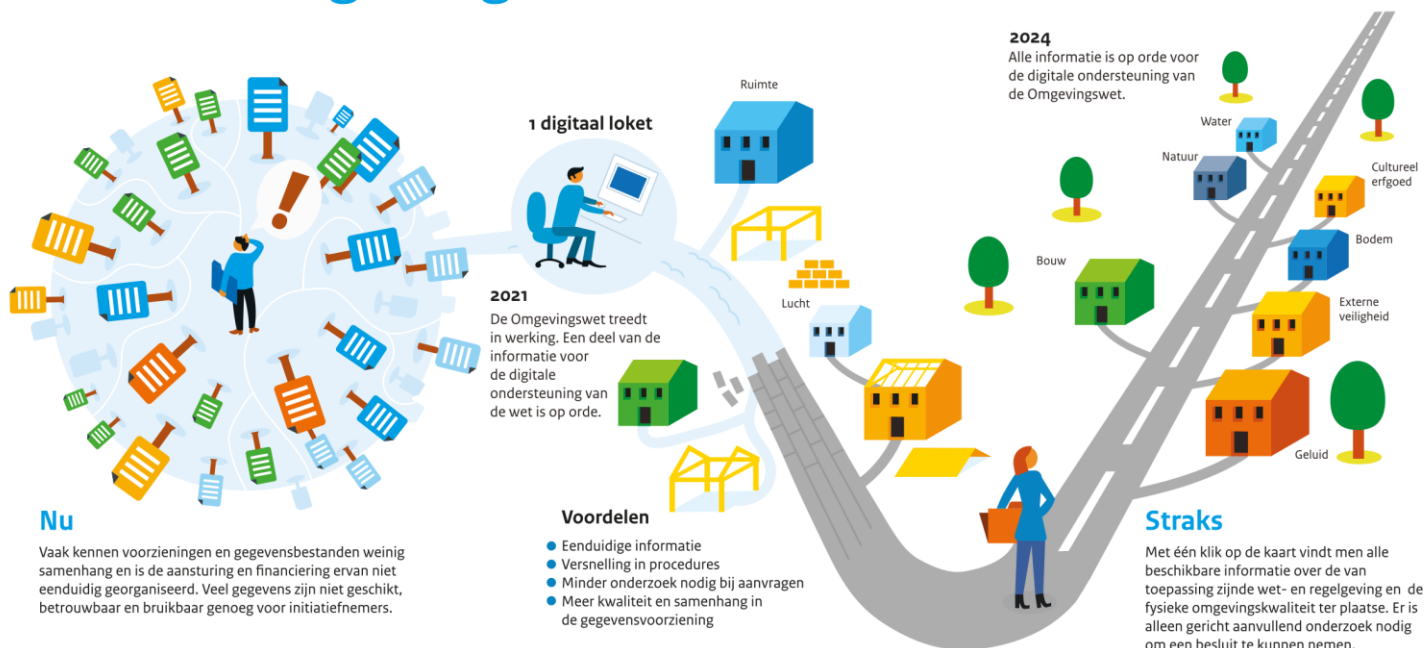 Nu
Vaak kennen voorzieningen en gegevensbestanden weinig
samenhang en is de aansturing en financiering ervan niet
eenduidig georganiseerd. Veel gegevens zijn niet geschikt,
betrouwbaar en bruikbaar genoeg voor initiatiefnemers.
1 digitaal loket
2021
De Omgevingswet treedt
in werking. Een deel van de
informatie voor
de digitale
ondersteuning van
de wet is op orde.
Voordelen
Eenduidige informatie
Versnelling in procedures
Minder onderzoek nodig bij aanvragen
Meer kwaliteit en samenhang in
de gegevensvoorziening
Ruimte
Lucht
2024
Alle informatie is op orde voor
de digitale ondersteuning van
de Omgevingswet.
Water
Natuur
Cultureel
erfgoed
Bodem
Bouw
Externe
veiligheid
Geluid
Straks
Met één klik op de kaart vindt men alle
beschikbare informatie over de van
toepassing zijnde wet- en regelgeving en de
fysieke omgevingskwaliteit ter plaatse. Er is
alleen gericht aanvullend onderzoek nodig
om een besluit te kunnen nemen.